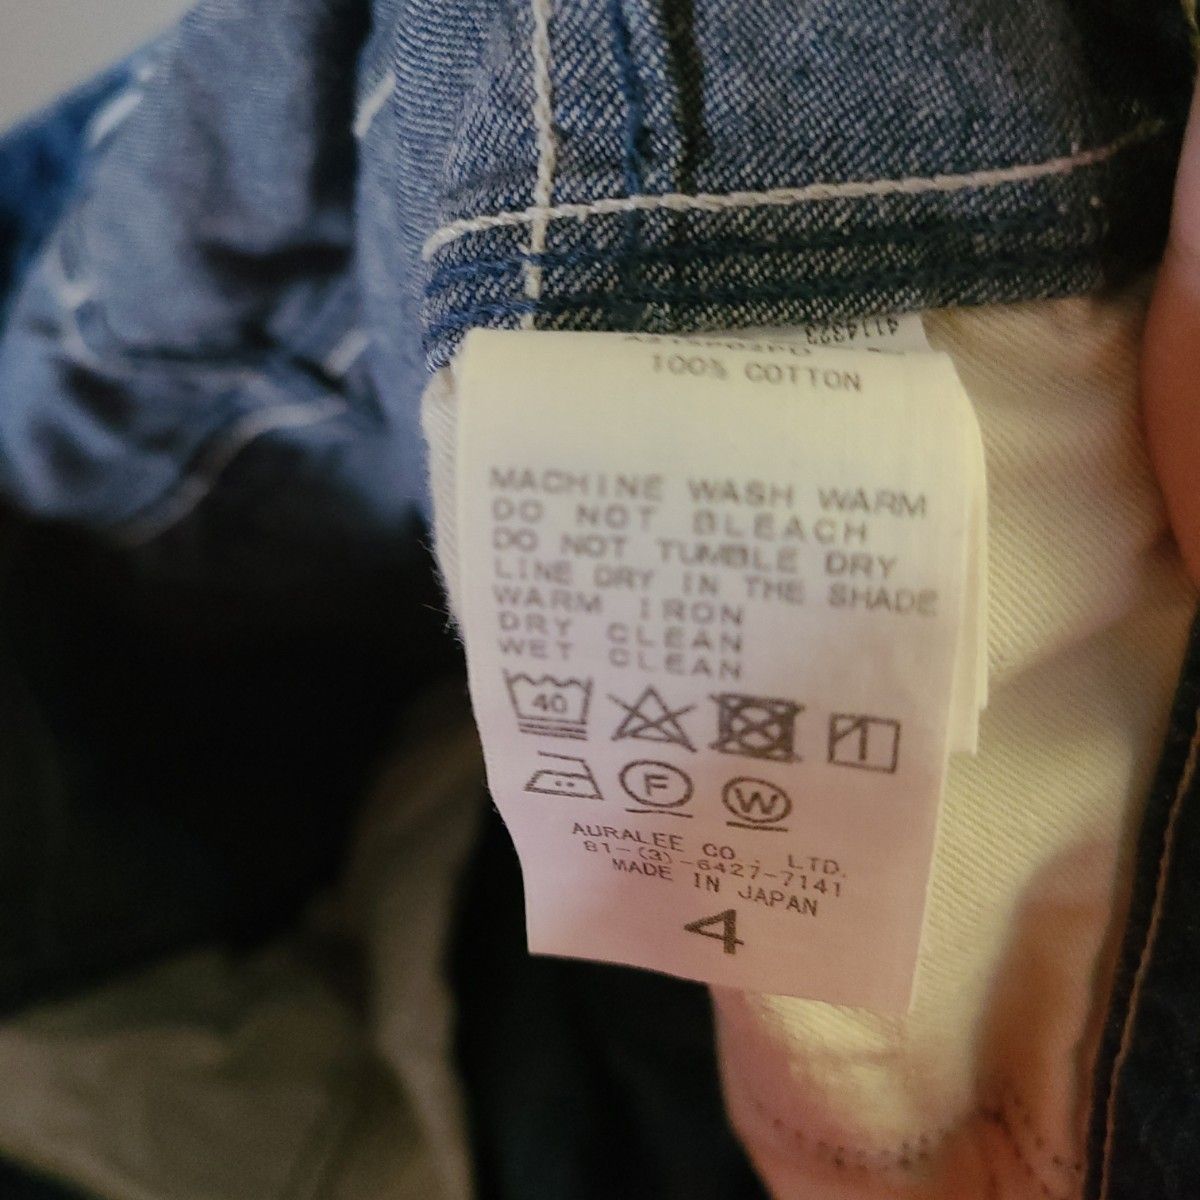 4114323
100% COTTON
MACHINE WASH WARM
DO NOT BLEACH
DO NOT TUMBLE DRY
LINE DRY IN THE SHADE
WARM IRON
DRY CLEAN
WET CLEAN
40
F W
AURALEE CO., LTD.
81-(3)-6427-7141
MADE IN JAPAN
4